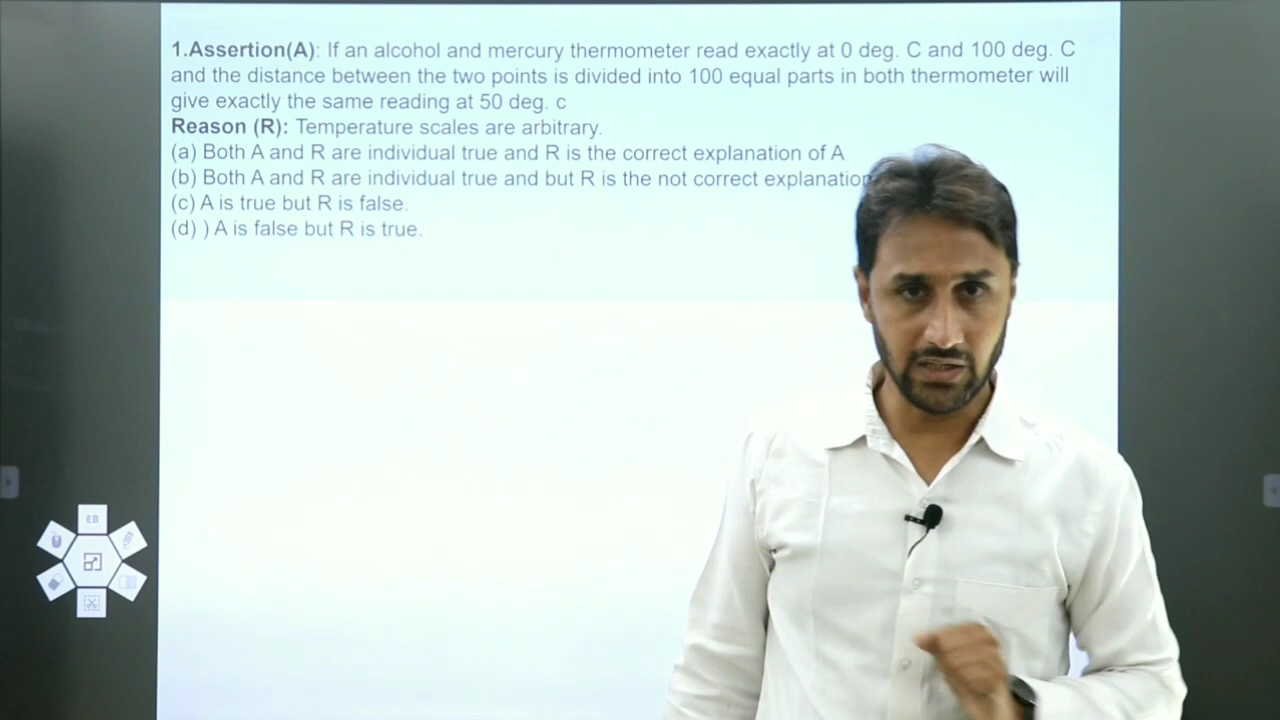 1.Assertion(A): If an alcohol and mercury thermometer read exactly at 0 deg. C and 100 deg. C
and the distance between the two points is divided into 100 equal parts in both thermometer will
give exactly the same reading at 50 deg. c
Reason (R): Temperature scales are arbitrary.
(a) Both A and R are individual true and R is the correct explanation of A
(b) Both A and R are individual true and but R is the not correct explanation
(c) A is true but R is false.
(d) ) A is false but R is true.
EB